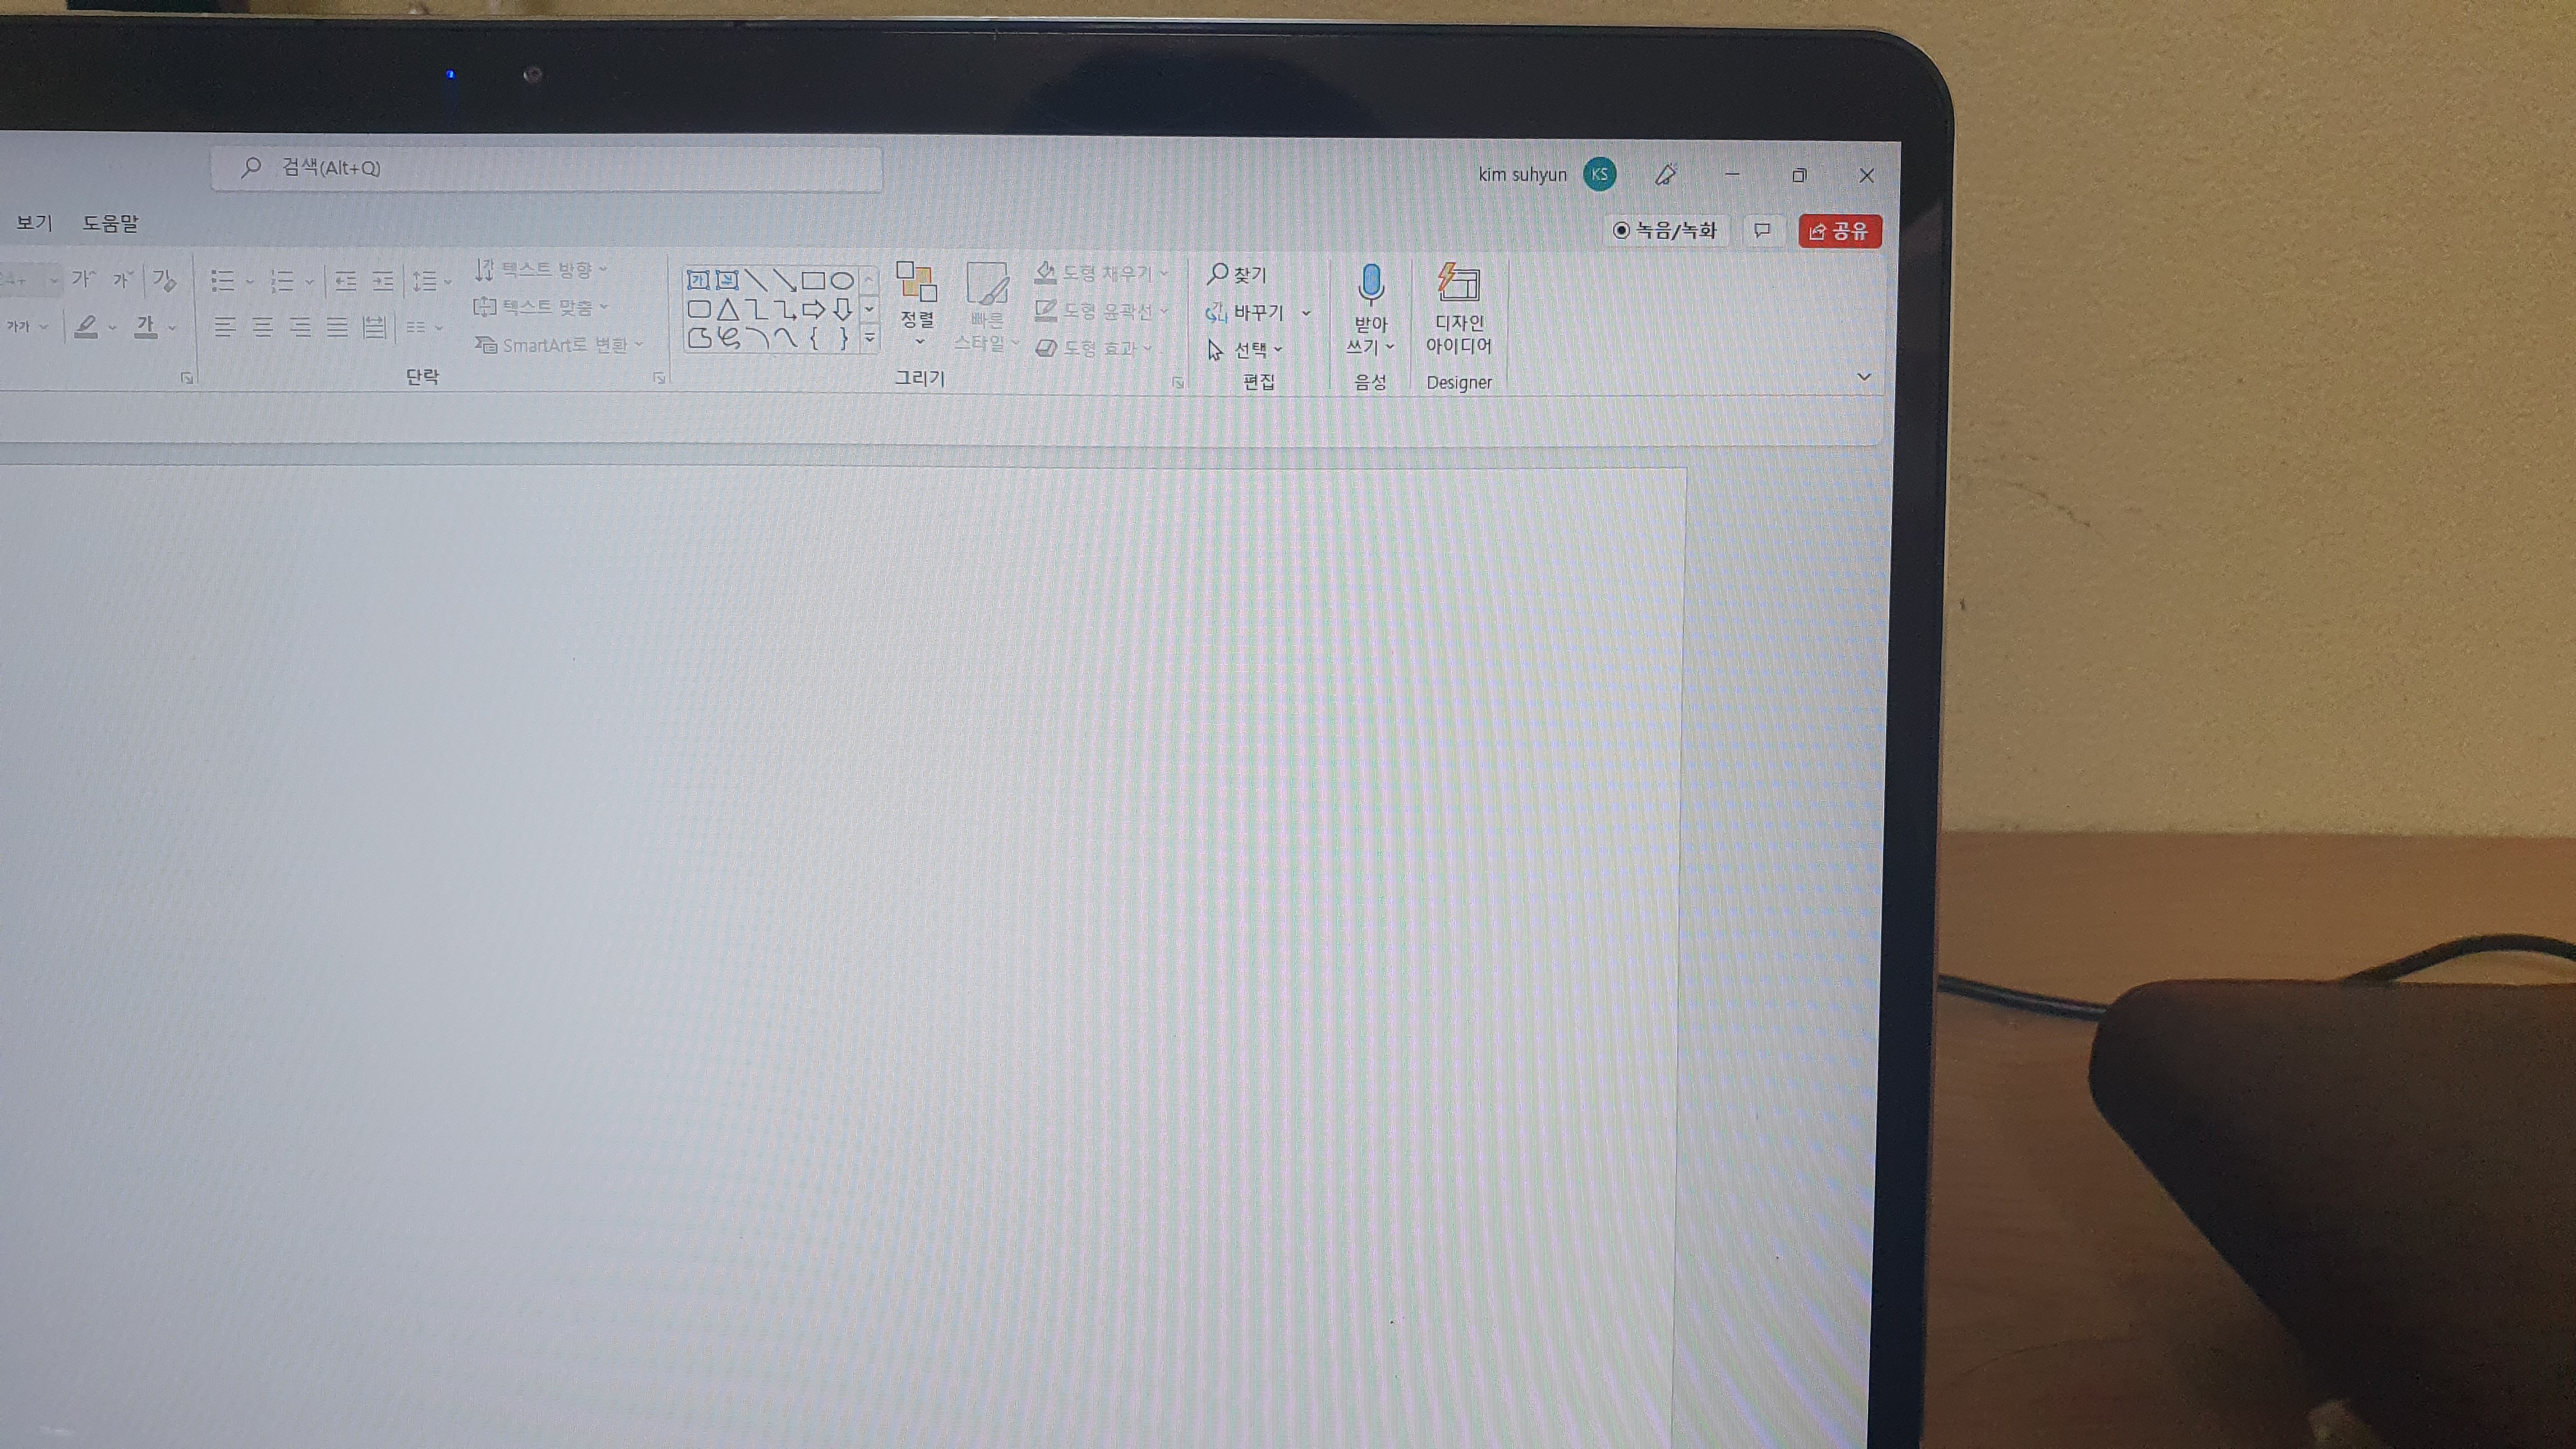 검색(Alt+Q)
kim suhyun KS
보기 도움말
녹음/녹화 공유
가 가 가
텍스트 방향
텍스트 맞춤
SmartArt로 변환
가가 가
단락
정렬
빠른
스타일
도형 채우기
도형 윤곽선
도형 효과
그리기
찾기
바꾸기
선택
편집
받아
쓰기
음성
디자인
아이디어
Designer